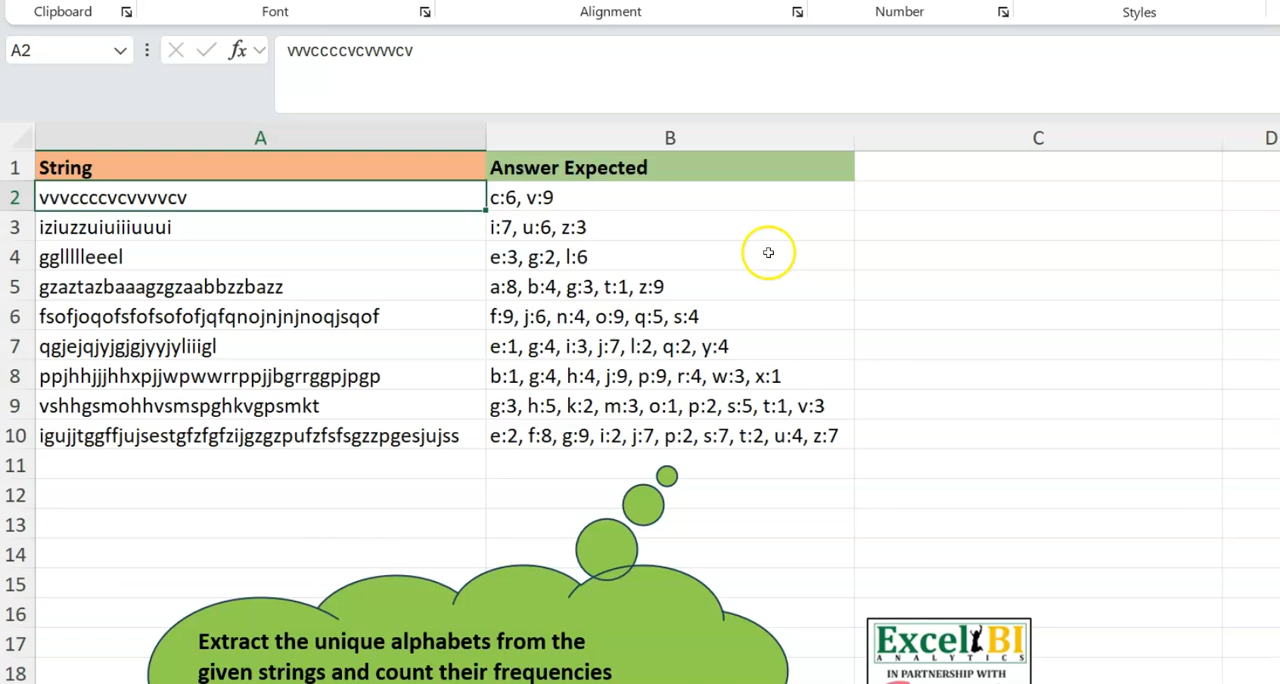 Clipboard Font Alignment Number Styles
A2 fx vvvccccvcvvvvcv
A B C D
1 String Answer Expected
2 vvvccccvcvvvvcv c:6, v:9
3 iziuzzuiuiiiuuui i:7, u:6, z:3
4 ggllllleeel e:3, g:2, l:6
5 gzaztazbaaagzgzaabbzzbazz a:8, b:4, g:3, t:1, z:9
6 fsofjoqofsfofsofofjqfqnojnjnjnoqjsqof f:9, j:6, n:4, o:9, q:5, s:4
7 qgjejqjyjgjgjyyjyliiigl e:1, g:4, i:3, j:7, l:2, q:2, y:4
8 ppjhhjjjhhxpjjwpwwrrppjjbgrrggpjpgp b:1, g:4, h:4, j:9, p:9, r:4, w:3, x:1
9 vshhgsmohhvsmspghkvgpsmkt g:3, h:5, k:2, m:3, o:1, p:2, s:5, t:1, v:3
10 igujjtggffjujsestgfzfgfzijgzgzpufzfsfsgzzpgesjujss e:2, f:8, g:9, i:2, j:7, p:2, s:7, t:2, u:4, z:7
11
12
13
14
15
16
17
18
Extract the unique alphabets from the
given strings and count their frequencies
Excel BI
ANALYTICS
IN PARTNERSHIP WITH